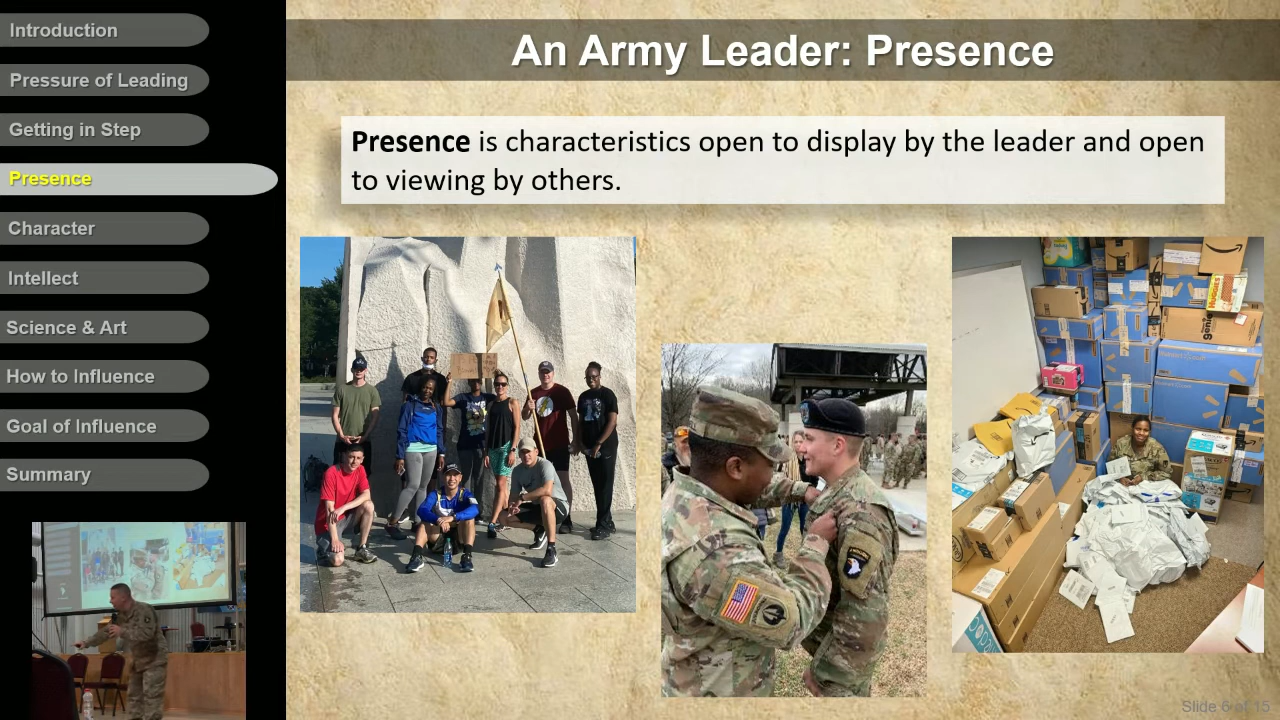 Introduction
Pressure of Leading
Getting in Step
Presence
Character
Intellect
Science & Art
How to Influence
Goal of Influence
Summary
An Army Leader: Presence
Presence is characteristics open to display by the leader and open
to viewing by others.
HUGGIES
Slide 6 of 15